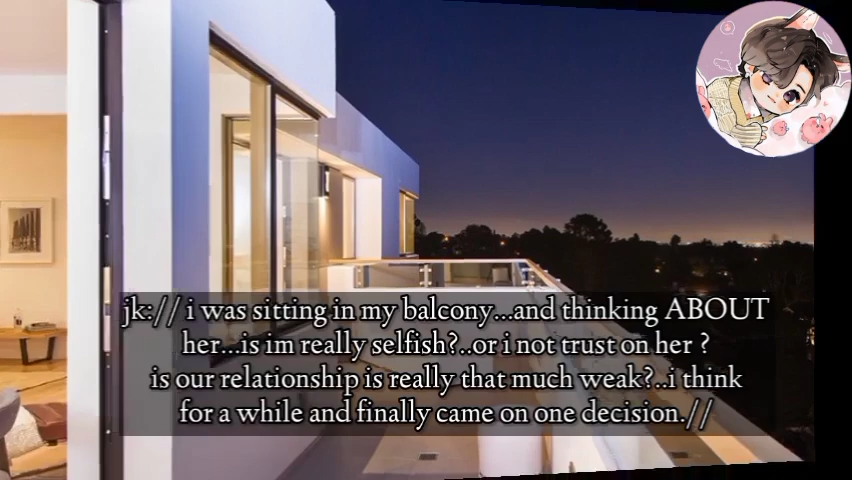 jk:// i was sitting in my balcony...and thinking ABOUT
her...is im really selfish?..or i not trust on her ?
is our relationship is really that much weak?..i think
for a while and finally came on one decision.//